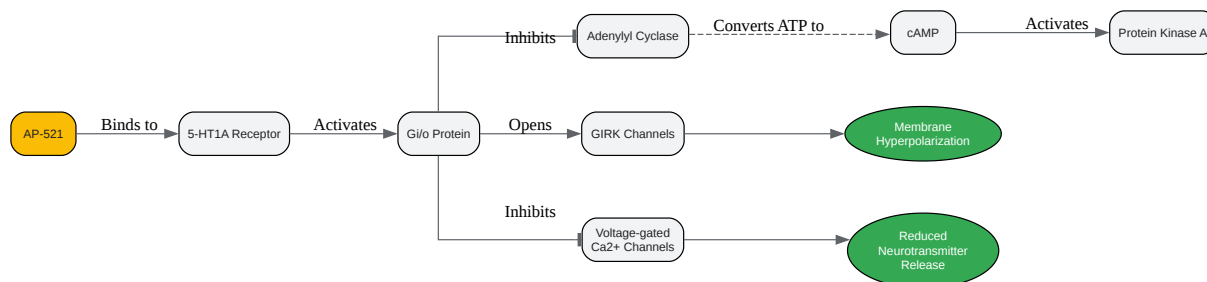 Inhibits
Adenylyl Cyclase
Converts ATP to
cAMP
Activates
Protein Kinase A
AP-521
Binds to
5-HT1A Receptor
Activates
Gi/o Protein
Opens
GIRK Channels
Membrane
Hyperpolarization
Inhibits
Voltage-gated
Ca2+ Channels
Reduced
Neurotransmitter
Release